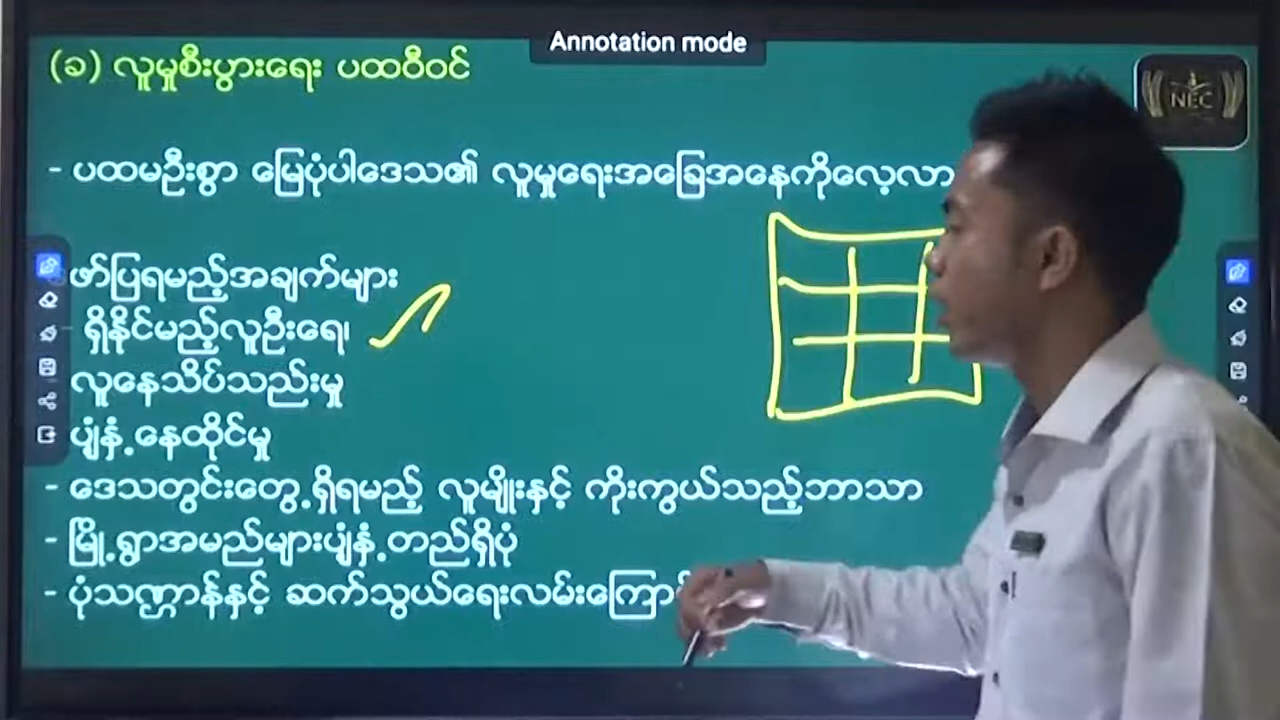 Annotation mode
(ခ) လူမှုစီးပွားရေး ပထဝီဝင်
NEC
- ပထမဦးစွာ မြေပုံပါဒေသ၏ လူမှုရေးအခြေအနေကိုလေ့လာ
ဖော်ပြရမည့်အချက်များ
- ရှိနိုင်မည့်လူဦးရေ၊
လူနေသိပ်သည်းမှု
ပျံ့နှံ့နေထိုင်မှု
- ဒေသတွင်းတွေ့ရှိရမည့် လူမျိုးနှင့် ကိုးကွယ်သည့်ဘာသာ
- မြို့ရွာအမည်များပျံ့နှံ့တည်ရှိပုံ
- ပုံသဏ္ဌာန်နှင့် ဆက်သွယ်ရေးလမ်းကြော